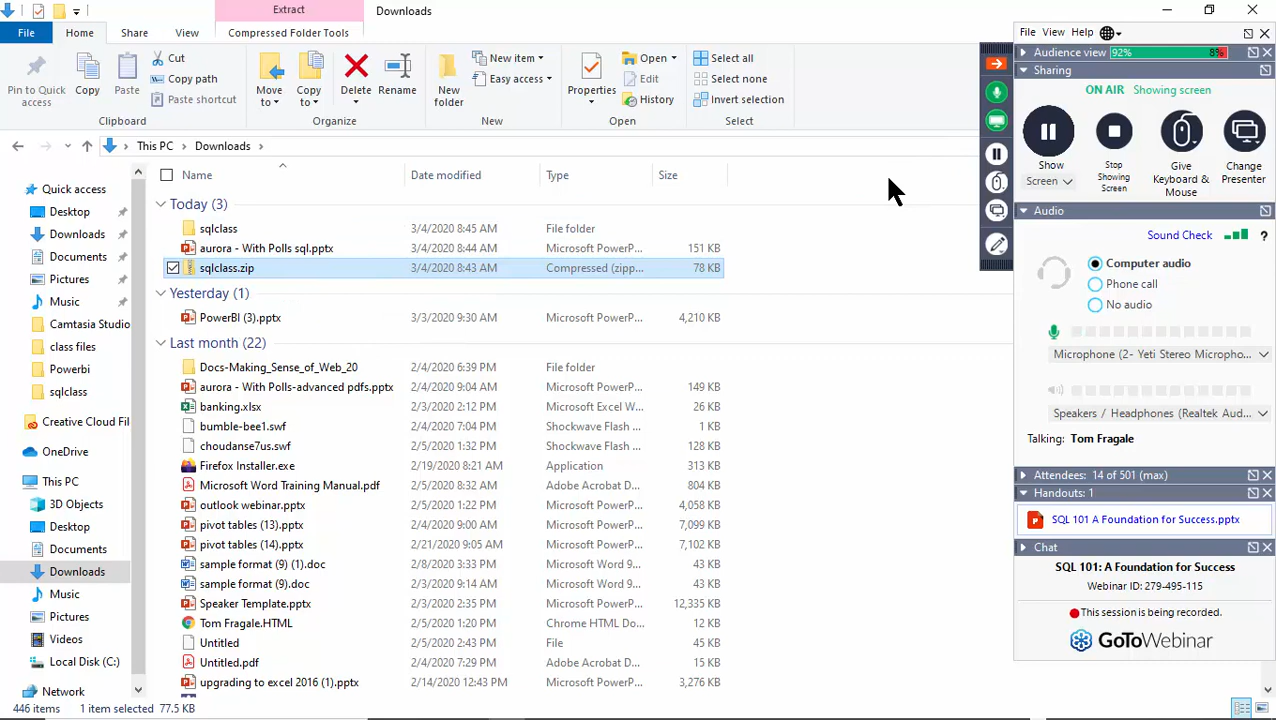 Extract
Downloads
File
Home
Share
View
Compressed Folder Tools
Pin to Quick access
Copy
Paste
Cut
Copy path
Paste shortcut
Clipboard
Move to
Copy to
Delete
Rename
Organize
New folder
New item
Easy access
New
Properties
Open
Edit
History
Open
Select all
Select none
Invert selection
Select
This PC
Downloads
Name
Date modified
Type
Size
Today (3)
sqlclass 3/4/2020 8:45 AM File folder
aurora - With Polls sql.pptx 3/4/2020 8:44 AM Microsoft PowerP... 151 KB
sqlclass.zip 3/4/2020 8:43 AM Compressed (zipp... 78 KB
Yesterday (1)
PowerBI (3).pptx 3/3/2020 9:30 AM Microsoft PowerP... 4,210 KB
Last month (22)
Docs-Making_Sense_of_Web_20 2/4/2020 6:39 PM File folder
aurora - With Polls-advanced pdfs.pptx 2/4/2020 9:04 AM Microsoft PowerP... 149 KB
banking.xlsx 2/3/2020 2:12 PM Microsoft Excel W... 26 KB
bumble-bee1.swf 2/4/2020 7:04 PM Shockwave Flash ... 1 KB
choudanse7us.swf 2/5/2020 1:32 PM Shockwave Flash ... 128 KB
Firefox Installer.exe 2/19/2020 8:21 AM Application 313 KB
Microsoft Word Training Manual.pdf 2/5/2020 8:32 AM Adobe Acrobat D... 804 KB
outlook webinar.pptx 2/5/2020 1:22 PM Microsoft PowerP... 4,058 KB
pivot tables (13).pptx 2/4/2020 9:00 AM Microsoft PowerP... 7,099 KB
pivot tables (14).pptx 2/21/2020 9:05 AM Microsoft PowerP... 7,102 KB
sample format (9) (1).doc 2/8/2020 3:33 PM Microsoft Word 9... 43 KB
sample format (9).doc 2/3/2020 9:14 AM Microsoft Word 9... 43 KB
Speaker Template.pptx 2/3/2020 2:35 PM Microsoft PowerP... 12,335 KB
Tom Fragale.HTML 2/5/2020 1:20 PM Chrome HTML Do... 12 KB
Untitled 2/5/2020 2:43 PM File 45 KB
Untitled.pdf 2/4/2020 7:29 PM Adobe Acrobat D... 15 KB
upgrading to excel 2016 (1).pptx 2/14/2020 12:43 PM Microsoft PowerP... 3,276 KB
Quick access
Desktop
Downloads
Documents
Pictures
Music
Camtasia Studio
class files
Powerbi
sqlclass
Creative Cloud Fil
OneDrive
This PC
3D Objects
Desktop
Documents
Downloads
Music
Pictures
Videos
Local Disk (C:)
Network
446 items 1 item selected 77.5 KB
File View Help
Audience view 92% 8%
Sharing
ON AIR Showing screen
Show
Screen
Stop Showing Screen
Give Keyboard & Mouse
Change Presenter
Audio
Sound Check ?
Computer audio
Phone call
No audio
Microphone (2- Yeti Stereo Micropho...
Speakers / Headphones (Realtek Aud...
Talking: Tom Fragale
Attendees: 14 of 501 (max)
Handouts: 1
SQL 101 A Foundation for Success.pptx
Chat
SQL 101: A Foundation for Success
Webinar ID: 279-495-115
This session is being recorded.
GoToWebinar